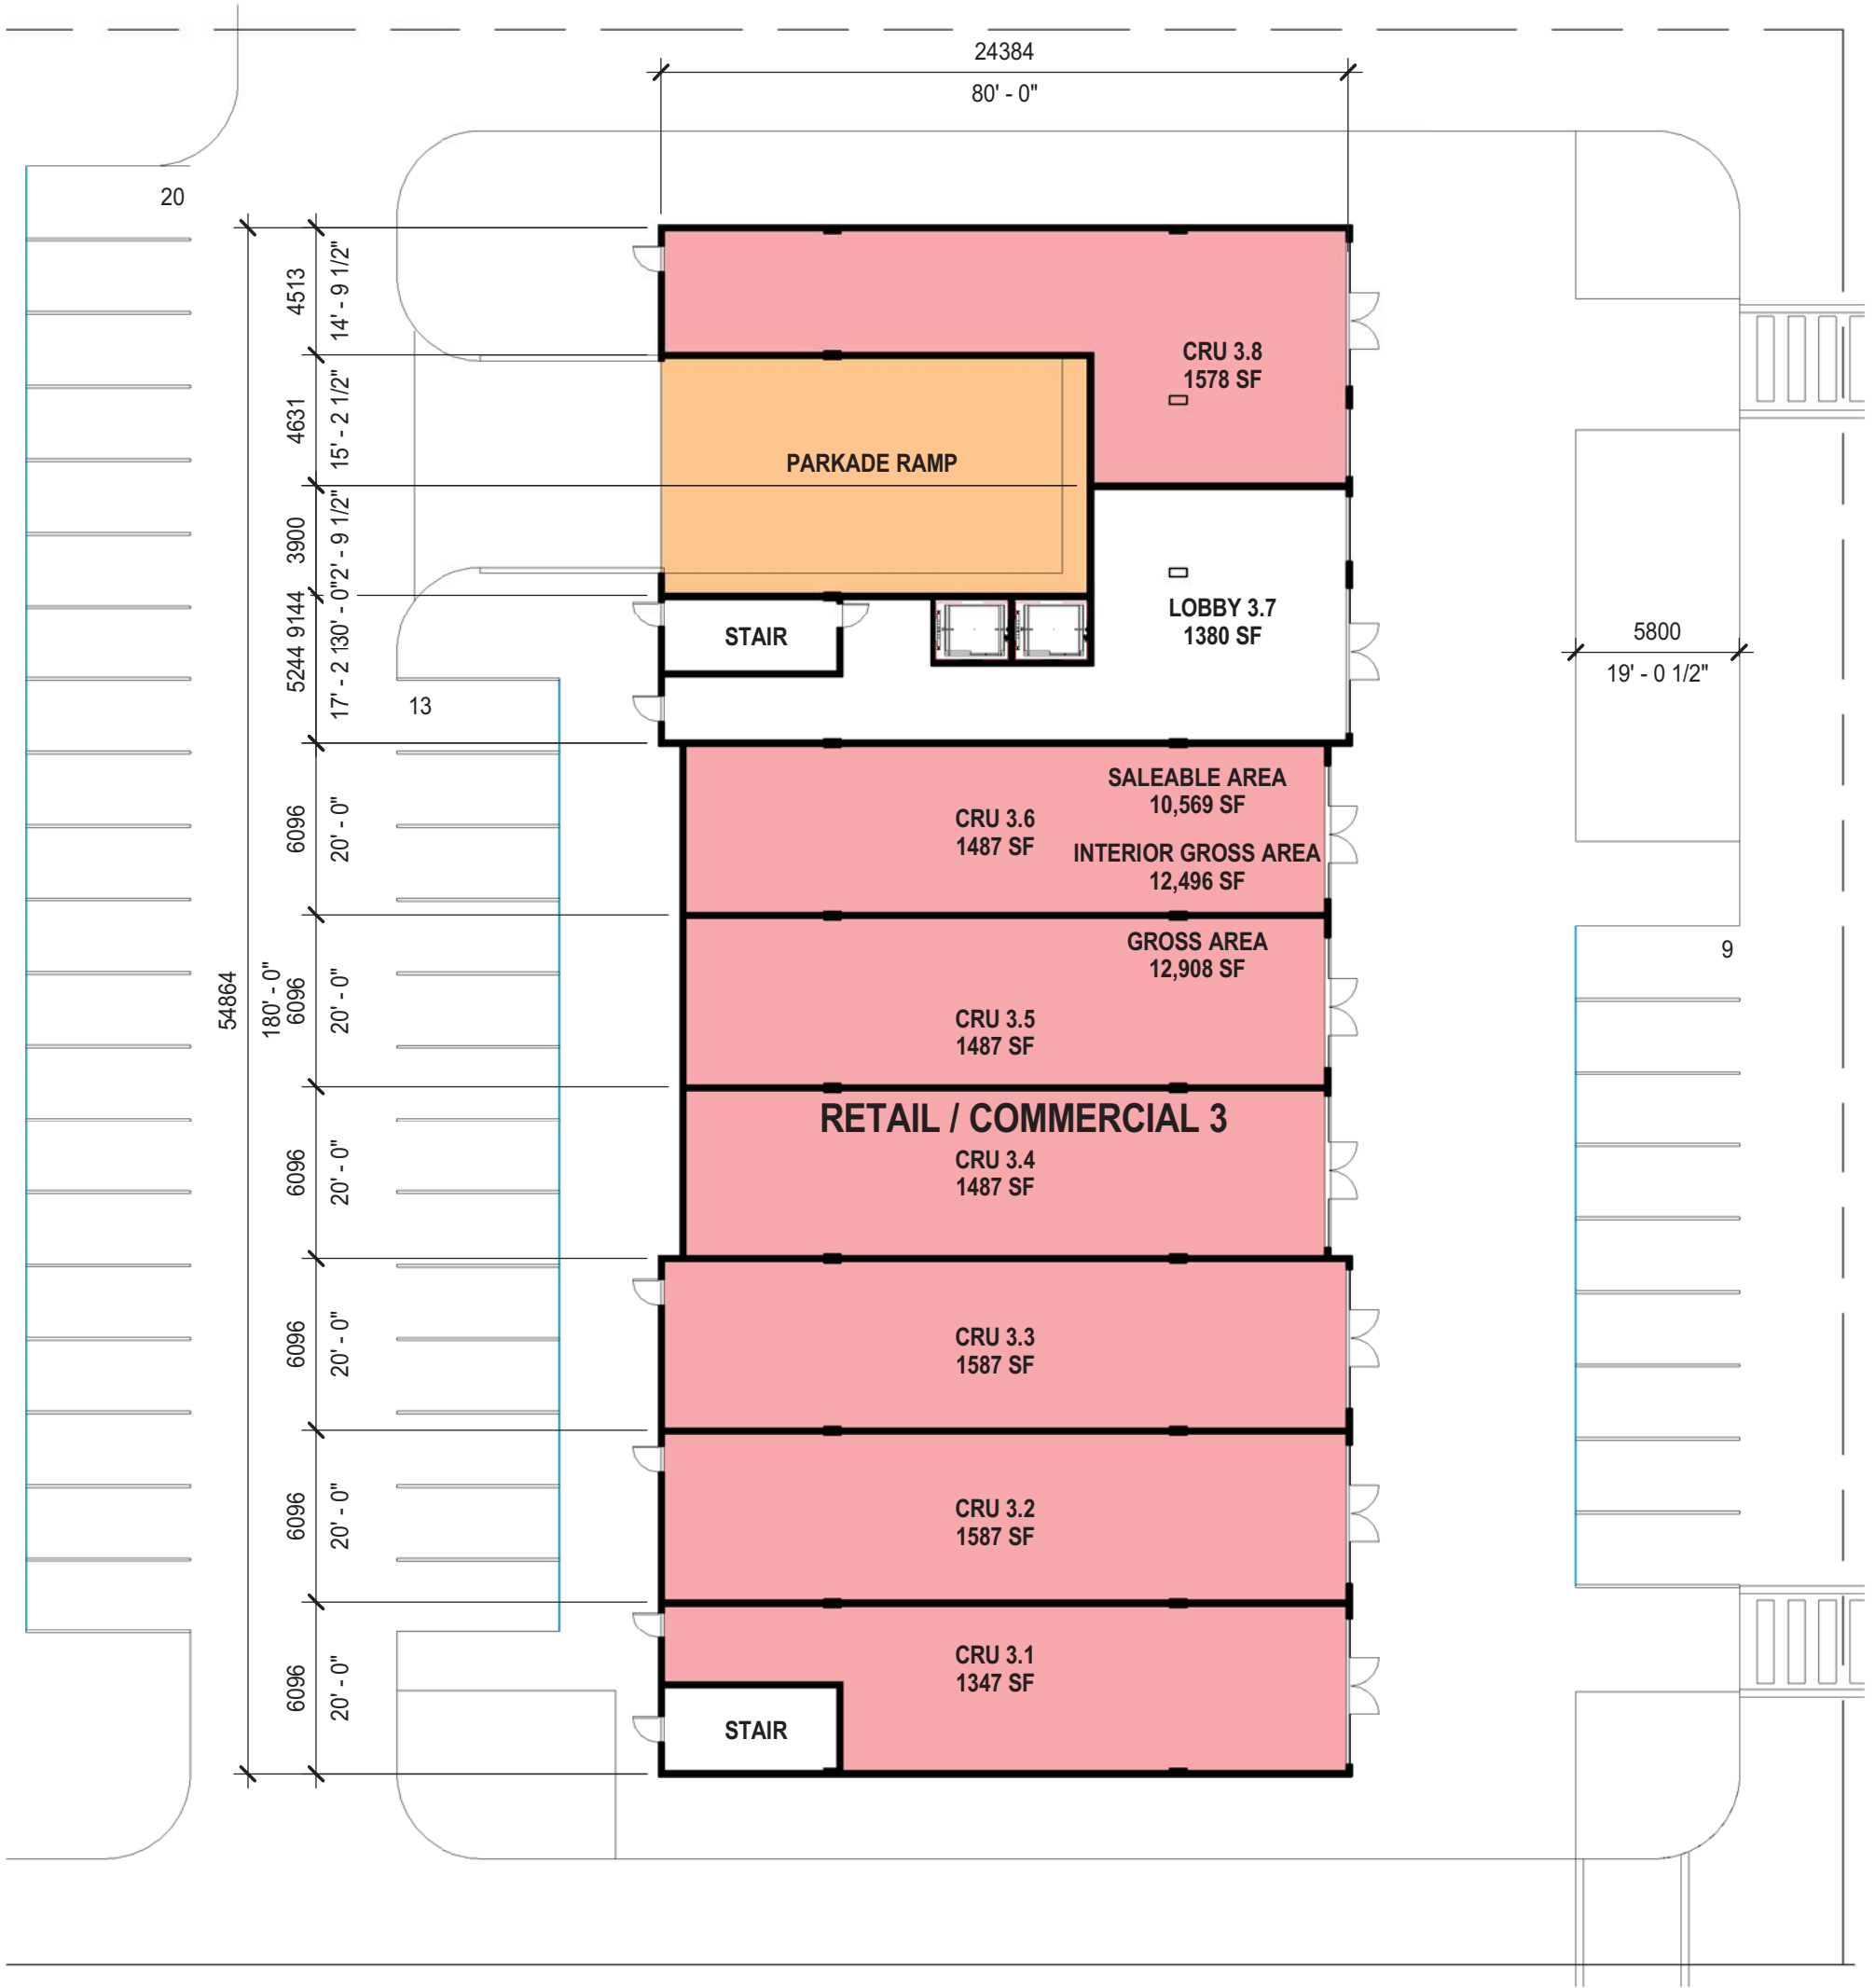 24384
80' - 0"
20
4513
14' - 9 1/2"
CRU 3.8
1578 SF
4631
15' - 2 1/2"
PARKADE RAMP
3900
12' - 9 1/2"
9144
30' - 0"
LOBBY 3.7
1380 SF
STAIR
5244
17' - 2 1/2"
5800
19' - 0 1/2"
13
SALEABLE AREA
10,569 SF
CRU 3.6
1487 SF
6096
20' - 0"
INTERIOR GROSS AREA
12,496 SF
GROSS AREA
12,908 SF
9
54864
180' - 0"
6096
20' - 0"
CRU 3.5
1487 SF
RETAIL / COMMERCIAL 3
CRU 3.4
1487 SF
6096
20' - 0"
CRU 3.3
1587 SF
6096
20' - 0"
CRU 3.2
1587 SF
6096
20' - 0"
CRU 3.1
1347 SF
6096
20' - 0"
STAIR